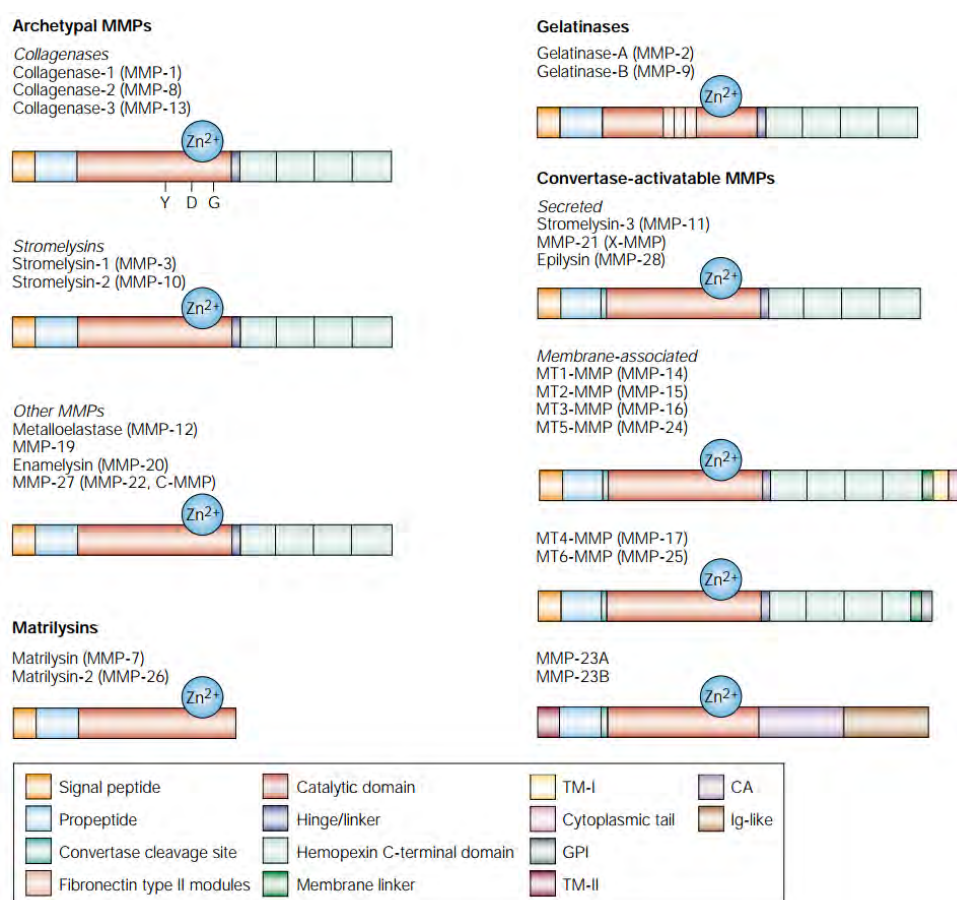 Archetypal MMPs
Collagenases
Collagenase-1 (MMP-1)
Collagenase-2 (MMP-8)
Collagenase-3 (MMP-13)
Zn2+
Y D G
Stromelysins
Stromelysin-1 (MMP-3)
Stromelysin-2 (MMP-10)
Zn2+
Other MMPs
Metalloelastase (MMP-12)
MMP-19
Enamelysin (MMP-20)
MMP-27 (MMP-22, C-MMP)
Zn2+
Matrilysins
Matrilysin (MMP-7)
Matrilysin-2 (MMP-26)
Zn2+
Gelatinases
Gelatinase-A (MMP-2)
Gelatinase-B (MMP-9)
Zn2+
Convertase-activatable MMPs
Secreted
Stromelysin-3 (MMP-11)
MMP-21 (X-MMP)
Epilysin (MMP-28)
Zn2+
Membrane-associated
MT1-MMP (MMP-14)
MT2-MMP (MMP-15)
MT3-MMP (MMP-16)
MT5-MMP (MMP-24)
Zn2+
MT4-MMP (MMP-17)
MT6-MMP (MMP-25)
Zn2+
MMP-23A
MMP-23B
Zn2+
Signal peptide
Propeptide
Convertase cleavage site
Fibronectin type II modules
Catalytic domain
Hinge/linker
Hemopexin C-terminal domain
Membrane linker
TM-I
Cytoplasmic tail
GPI
TM-II
CA
Ig-like